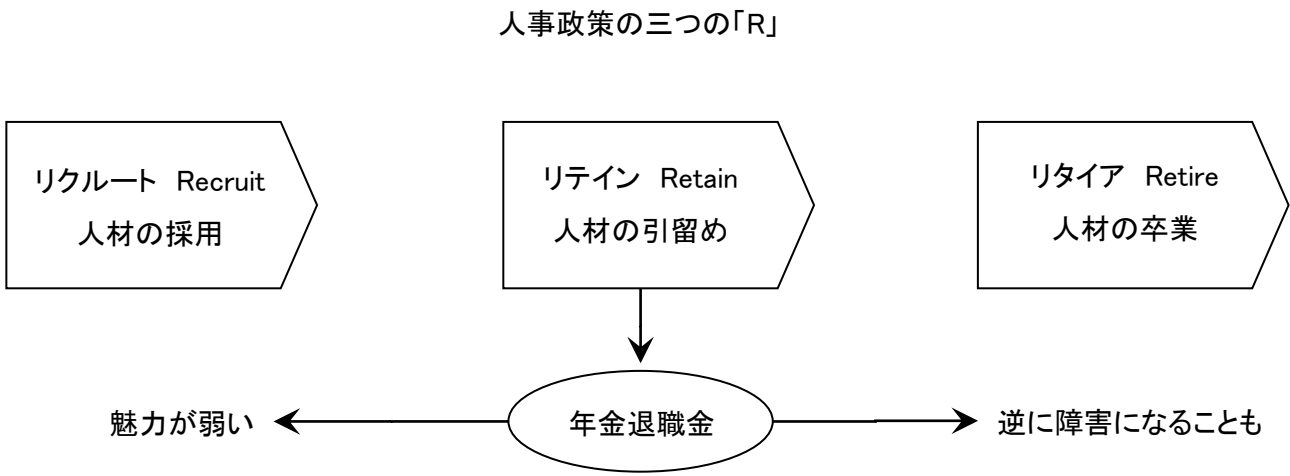 人事政策の三つの「R」
リクルート　Recruit
人材の採用
リテイン　Retain
人材の引留め
リタイア　Retire
人材の卒業
魅力が弱い
年金退職金
逆に障害になることも